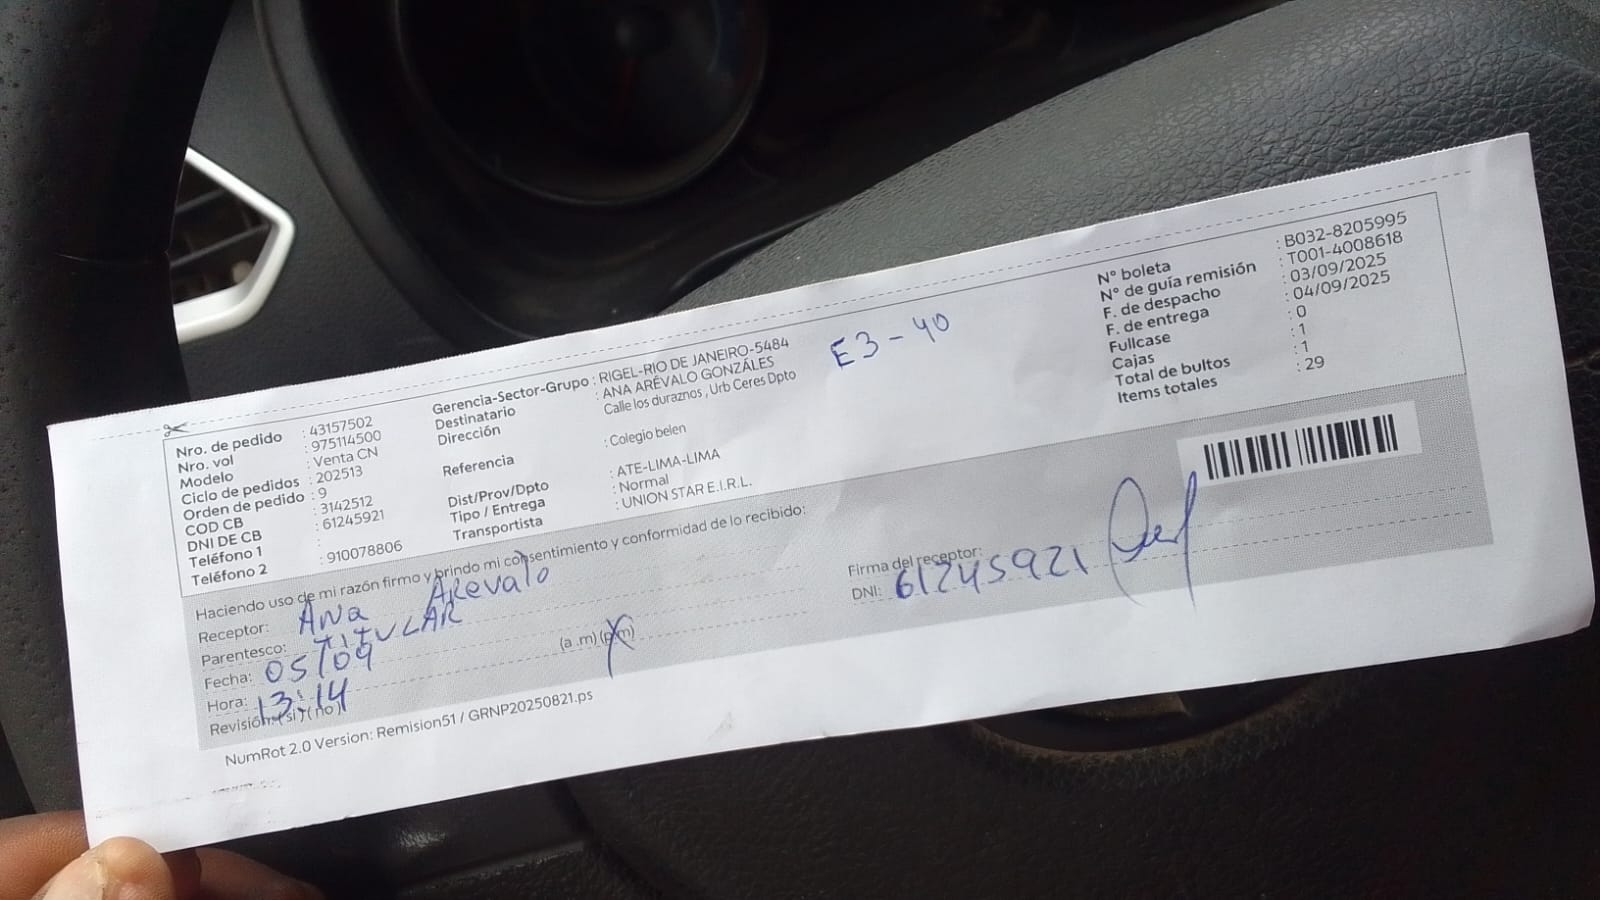 Nro. de pedido : 43157502
Nro. vol : 975114500
Modelo : Venta CN
Ciclo de pedidos : 202513
Orden de pedido : 9
COD CB : 3142512
DNI DE CB : 61245921
Teléfono 1 :
Teléfono 2 : 910078806
Gerencia-Sector-Grupo : RIGEL-RIO DE JANEIRO-5484
Destinatario : ANA ARÉVALO GONZÁLES
Dirección Calle los duraznos , Urb Ceres Dpto
Referencia : Colegio belen
Dist/Prov/Dpto : ATE-LIMA-LIMA
Tipo / Entrega : Normal
Transportista : UNION STAR E.I.R.L.
E3-40
N° boleta : B032-8205995
N° de guía remisión : T001-4008618
F. de despacho : 03/09/2025
F. de entrega : 04/09/2025
Fullcase : 0
Cajas : 1
Total de bultos : 1
Items totales : 29
Haciendo uso de mi razón firmo y brindo mi consentimiento y conformidad de lo recibido:
Receptor: Ana Arevalo
Parentesco: TITULAR
Fecha: 05/09
Hora: 13:14 (a .m) (p.m)
Revisión: ( si ) ( no )
Firma del receptor:
DNI: 61245921
NumRot 2.0 Version: Remision51 / GRNP20250821.ps